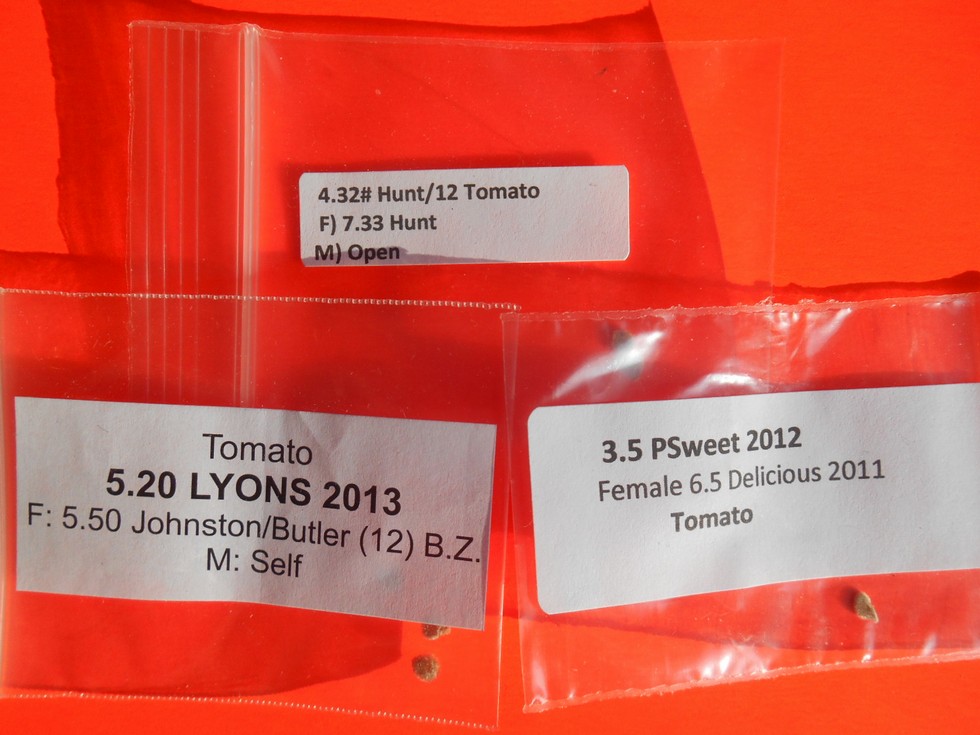 4.32# Hunt/12 Tomato
F) 7.33 Hunt
M) Open
Tomato
5.20 LYONS 2013
F: 5.50 Johnston/Butler (12) B.Z.
M: Self
3.5 PSweet 2012
Female 6.5 Delicious 2011
Tomato